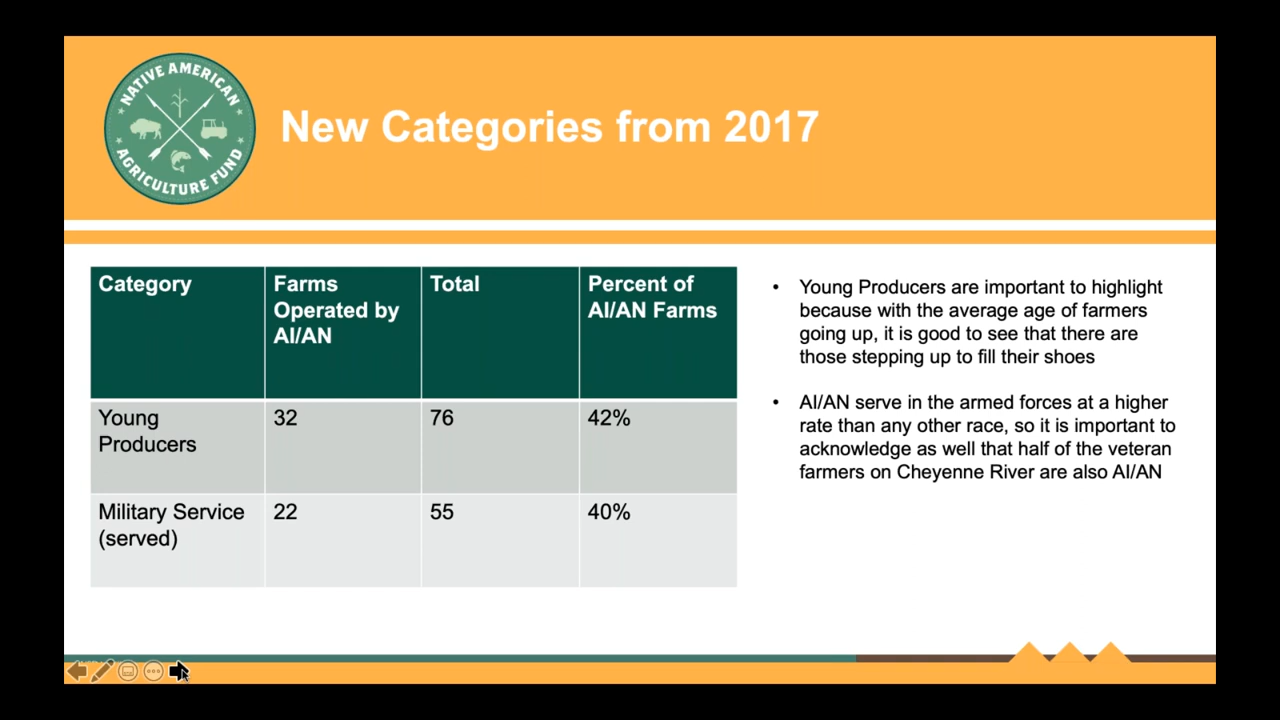 NATIVE AMERICAN
AGRICULTURE FUND
New Categories from 2017
Category
Farms
Operated by
AI/AN
Total
Percent of
AI/AN Farms
Young
Producers
32
76
42%
Military Service
(served)
22
55
40%
• Young Producers are important to highlight
because with the average age of farmers
going up, it is good to see that there are
those stepping up to fill their shoes
• AI/AN serve in the armed forces at a higher
rate than any other race, so it is important to
acknowledge as well that half of the veteran
farmers on Cheyenne River are also AI/AN